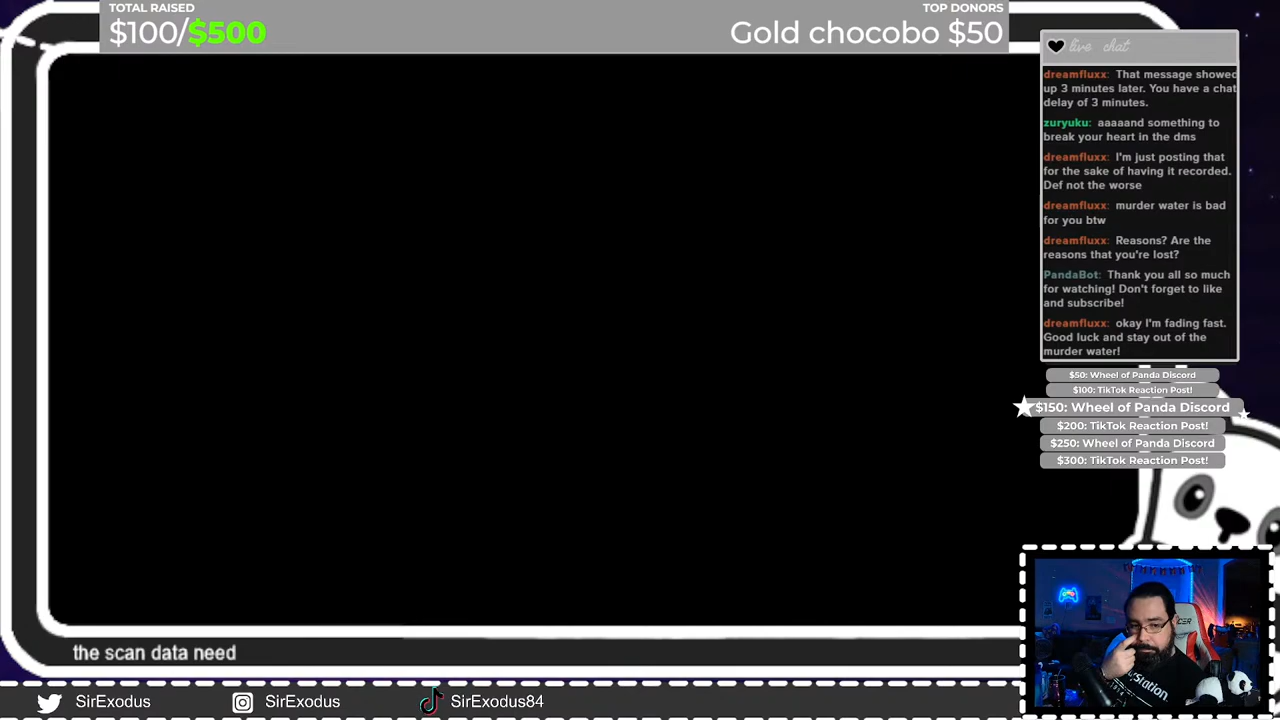 TOTAL RAISED
$100/$500
TOP DONORS
Gold chocobo $50
live chat
dreamfluxx: That message showed
up 3 minutes later. You have a chat
delay of 3 minutes.
zuryuku: aaaaand something to
break your heart in the dms
dreamfluxx: I'm just posting that
for the sake of having it recorded.
Def not the worse
dreamfluxx: murder water is bad
for you btw
dreamfluxx: Reasons? Are the
reasons that you're lost?
PandaBot: Thank you all so much
for watching! Don't forget to like
and subscribe!
dreamfluxx: okay I'm fading fast.
Good luck and stay out of the
murder water!
$50: Wheel of Panda Discord
$100: TikTok Reaction Post!
$150: Wheel of Panda Discord
$200: TikTok Reaction Post!
$250: Wheel of Panda Discord
$300: TikTok Reaction Post!
the scan data need
SirExodus
SirExodus
SirExodus84